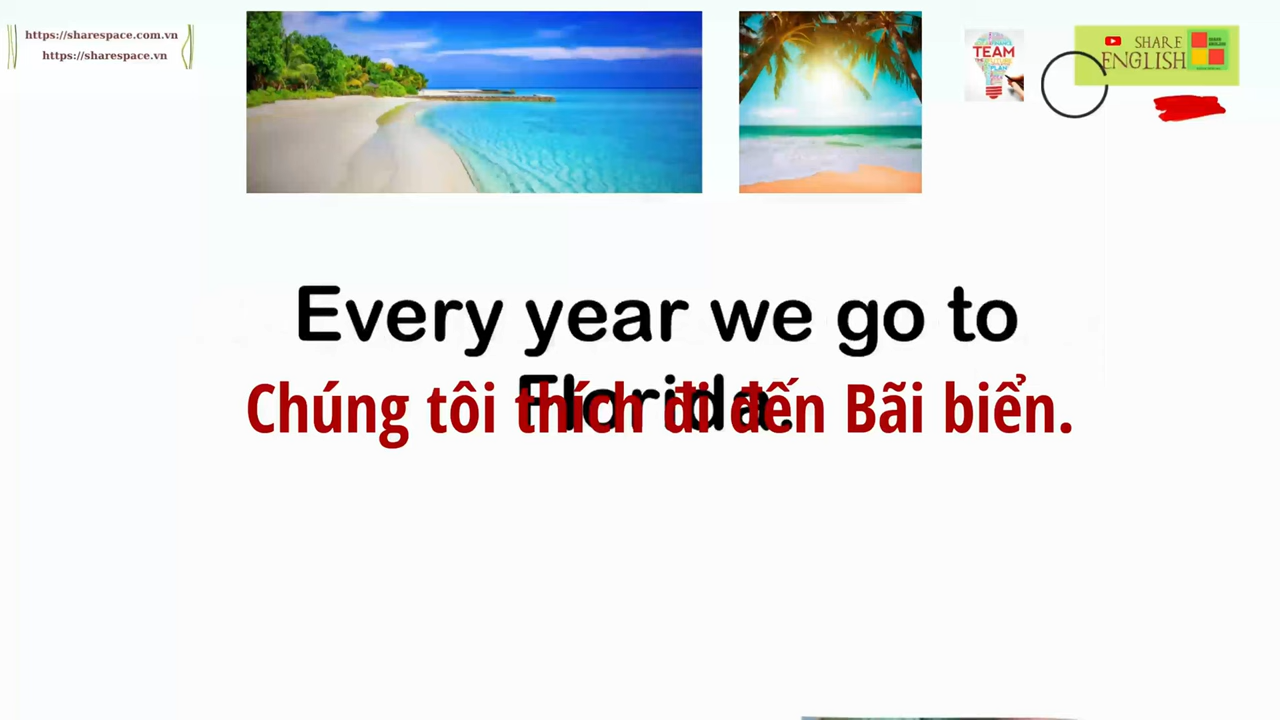 https://sharespace.com.vn
https://sharespace.vn
TEAM
PLAN
SHARE
ENGLISH
Every year we go to
Florida.
Chúng tôi thích đi đến Bãi biển.